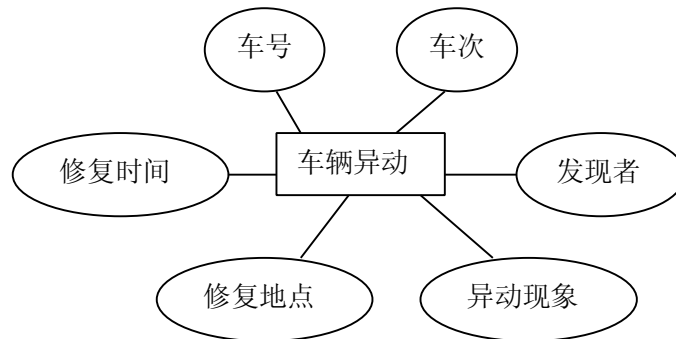 车号
车次
修复时间
车辆异动
发现者
修复地点
异动现象